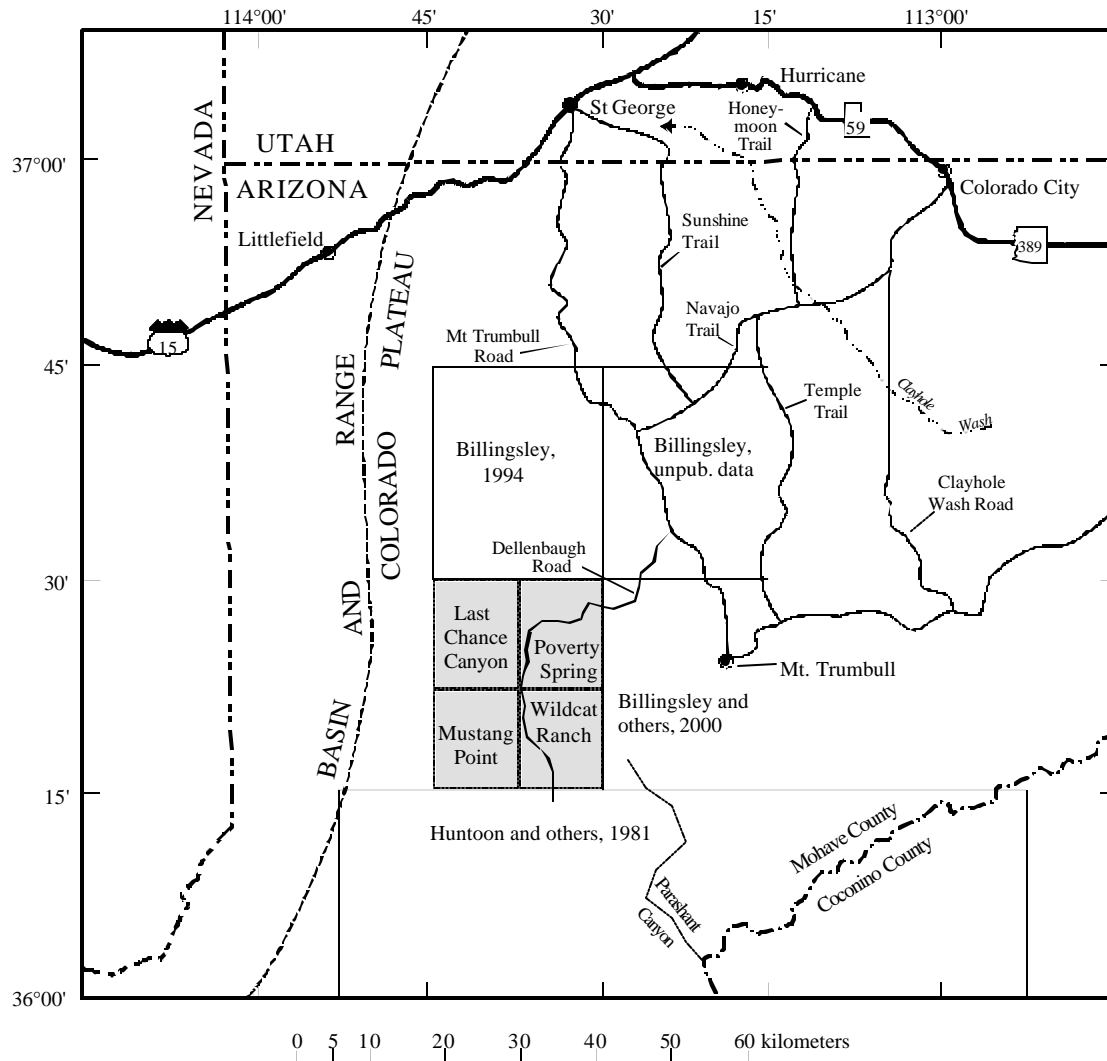 114°00'
45'
30'
15'
113°00'
Hurricane
St George
Honey-
moon
Trail
59
UTAH
37°00'
NEVADA
ARIZONA
Colorado City
Littlefield
Sunshine
Trail
389
PLATEAU
Navajo
Trail
Mt Trumbull
Road
15
45'
RANGE
Clayhole
Wash
Temple
Trail
COLORADO
Billingsley,
1994
Billingsley,
unpub. data
Clayhole
Wash Road
Dellenbaugh
Road
30'
AND
Last
Chance
Canyon
Poverty
Spring
Mt. Trumbull
BASIN
Mustang
Point
Wildcat
Ranch
Billingsley and
others, 2000
15'
Huntoon and others, 1981
Mohave County
Coconino County
Parashant
Canyon
36°00'
0 5 10 20 30 40 50 60 kilometers